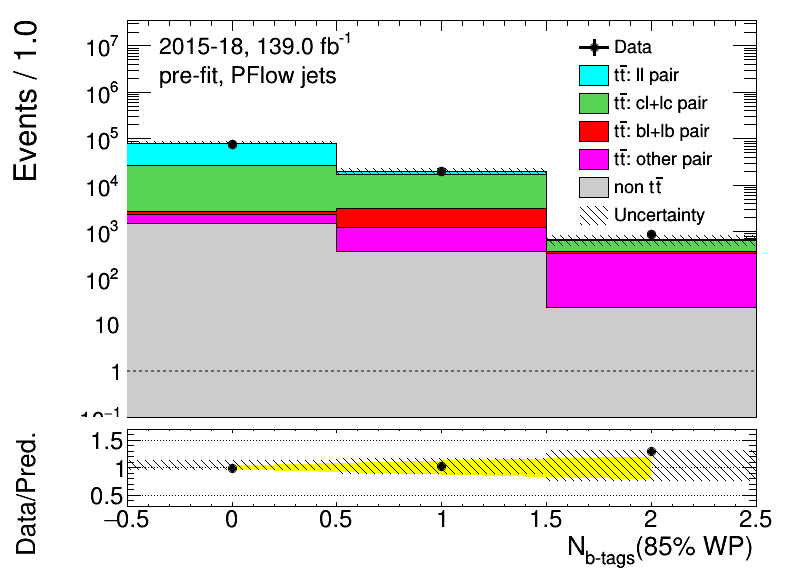 Events / 1.0
10⁷
10⁶
10⁵
10⁴
10³
10²
10
1
10⁻¹
2015-18, 139.0 fb⁻¹
pre-fit, PFlow jets
Data
tt̄: ll pair
tt̄: cl+lc pair
tt̄: bl+lb pair
tt̄: other pair
non tt̄
Uncertainty
Data/Pred.
1.5
1
0.5
−0.5 0 0.5 1 1.5 2 2.5
N_b-tags(85% WP)